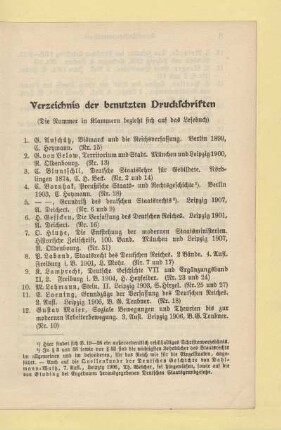 Verzeichnis der benutzten Druckschriften
(Die Nummer in Klammern bezieht sich auf das Lesebuch)
1. G. Anschütz, Bismarck und die Reichsverfassung. Berlin 1899,
C. Heymann. (Nr. 25)
2. G. von Below, Territorium und Stadt. München und Leipzig 1900,
R. Oldenbourg. (Nr. 14)
3. C. Bluntschli, Deutsche Staatslehre für Gebildete. Nörd-
lingen 1874, C. H. Beck. (Nr. 2 und 14)
4. C. Bornhak, Preußische Staats- und Rechtsgeschichte²). Berlin
1903, C. Heymann. (Nr. 28)
5. —, Grundriß des deutschen Staatsrechts²). Leipzig 1907,
A. Deichert. (Nr. 6 und 9)
6. H. Geffcken, Die Verfassung des Deutschen Reiches. Leipzig 1901,
A. Deichert. (Nr. 16)
7. O. Hintze, Die Entstehung der modernen Staatsministerien.
Historische Zeitschrift, 100. Band. München und Leipzig 1907,
R. Oldenbourg. (Nr. 31)
8. P. Laband, Staatsrecht des Deutschen Reiches. 2 Bände. 4. Aufl.
Freiburg i. B. 1901, J. Mohr. (Nr. 7 und 17)
9. K. Lamprecht, Deutsche Geschichte VII und Ergänzungsband
II, 2. Freiburg i. B. 1904, H. Heyfelder. (Nr. 23 und 24)
10. M. Lehmann, Stein. II. Leipzig 1903, S. Hirzel. (Nr. 25 und 27)
11. E. Loening, Grundzüge der Verfassung des Deutschen Reiches.
2. Aufl. Leipzig 1906, B. G. Teubner. (Nr. 18)
12. Gustav Maier, Soziale Bewegungen und Theorien bis zur
modernen Arbeiterbewegung. 3. Aufl. Leipzig 1906, B. G. Teubner.
(Nr. 10)